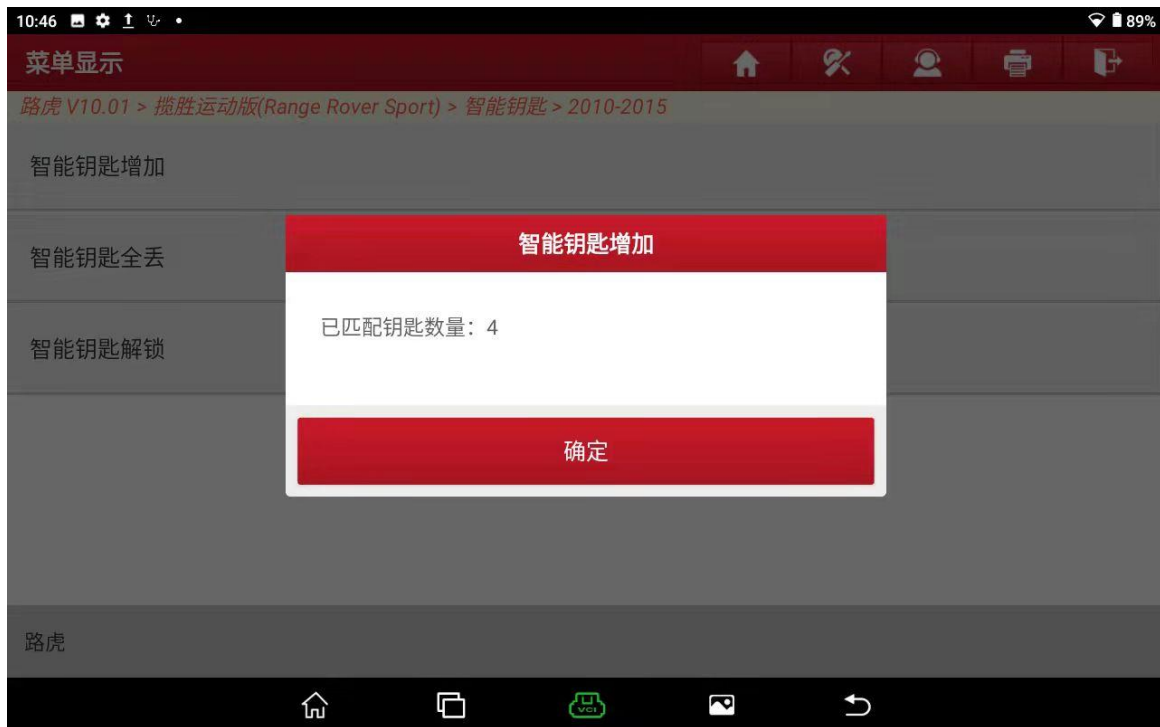 10:46
89%
菜单显示
路虎 V10.01 > 揽胜运动版(Range Rover Sport) > 智能钥匙 > 2010-2015
智能钥匙增加
智能钥匙全丢
智能钥匙解锁
智能钥匙增加
已匹配钥匙数量：4
确定
路虎
VCI